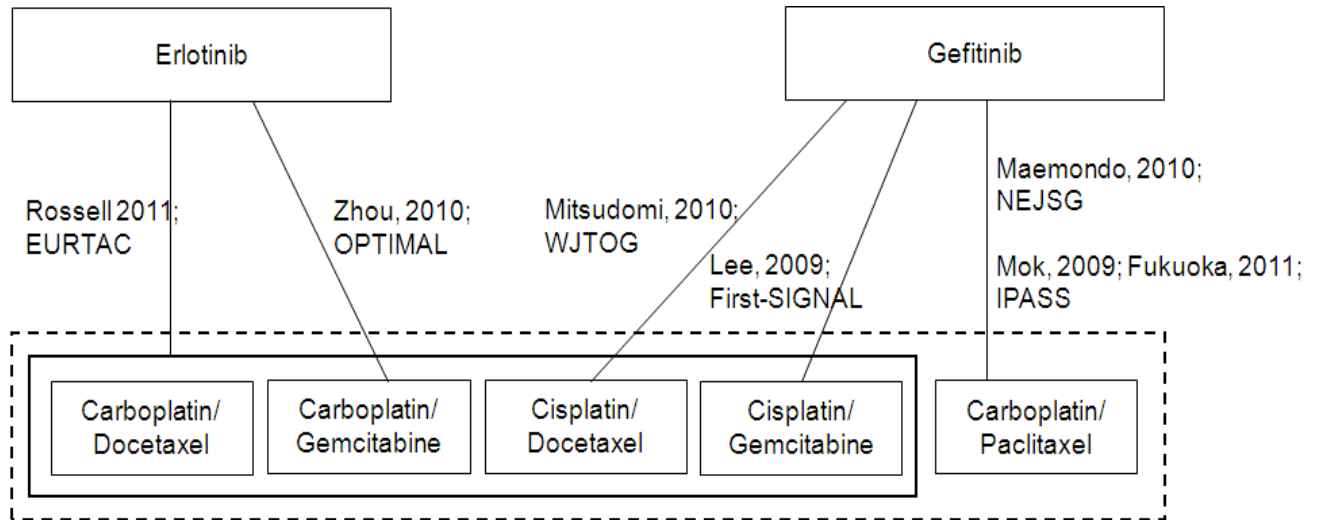 Erlotinib
Gefitinib
Rossell 2011;
EURTAC
Zhou, 2010;
OPTIMAL
Mitsudomi, 2010;
WJTOG
Lee, 2009;
First-SIGNAL
Maemondo, 2010;
NEJSG
Mok, 2009; Fukuoka, 2011;
IPASS
Carboplatin/
Docetaxel
Carboplatin/
Gemcitabine
Cisplatin/
Docetaxel
Cisplatin/
Gemcitabine
Carboplatin/
Paclitaxel